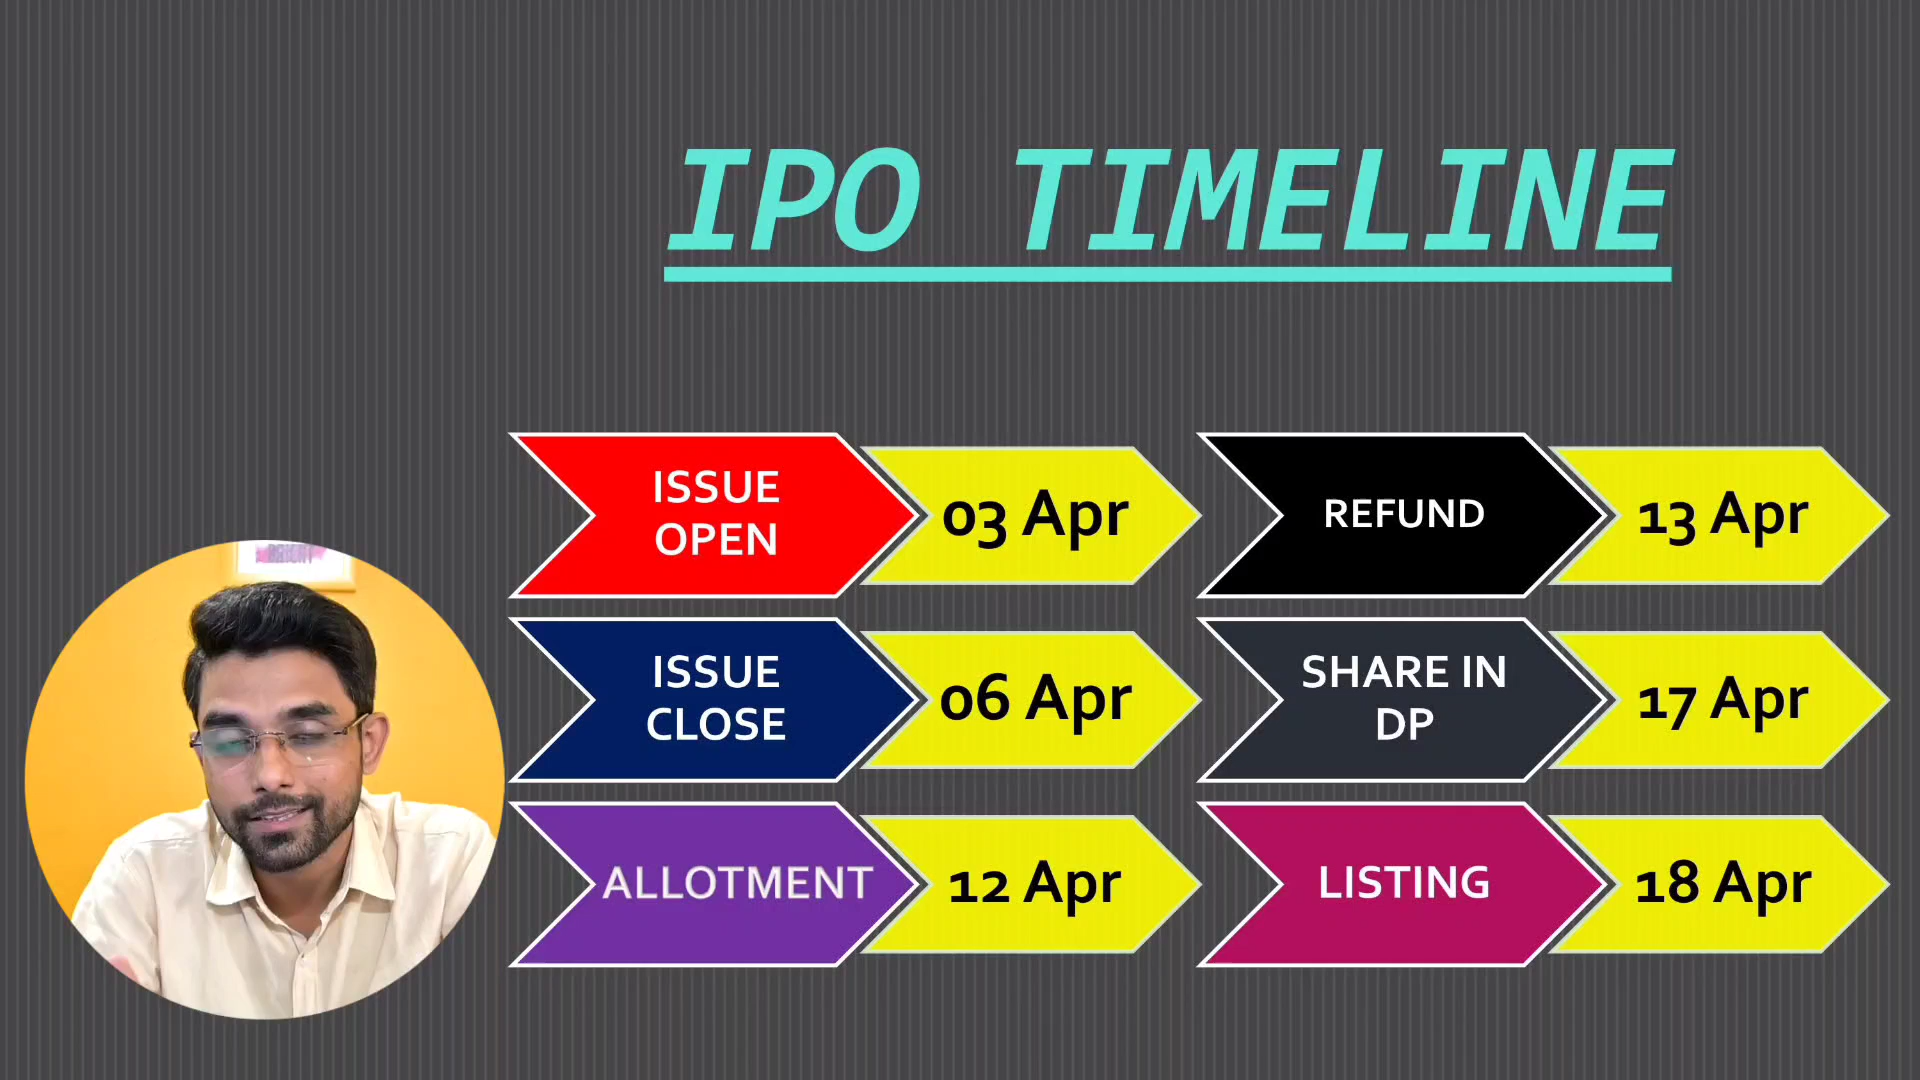 IPO TIMELINE
ISSUE
OPEN
03 Apr
ISSUE
CLOSE
06 Apr
ALLOTMENT
12 Apr
REFUND
13 Apr
SHARE IN
DP
17 Apr
LISTING
18 Apr